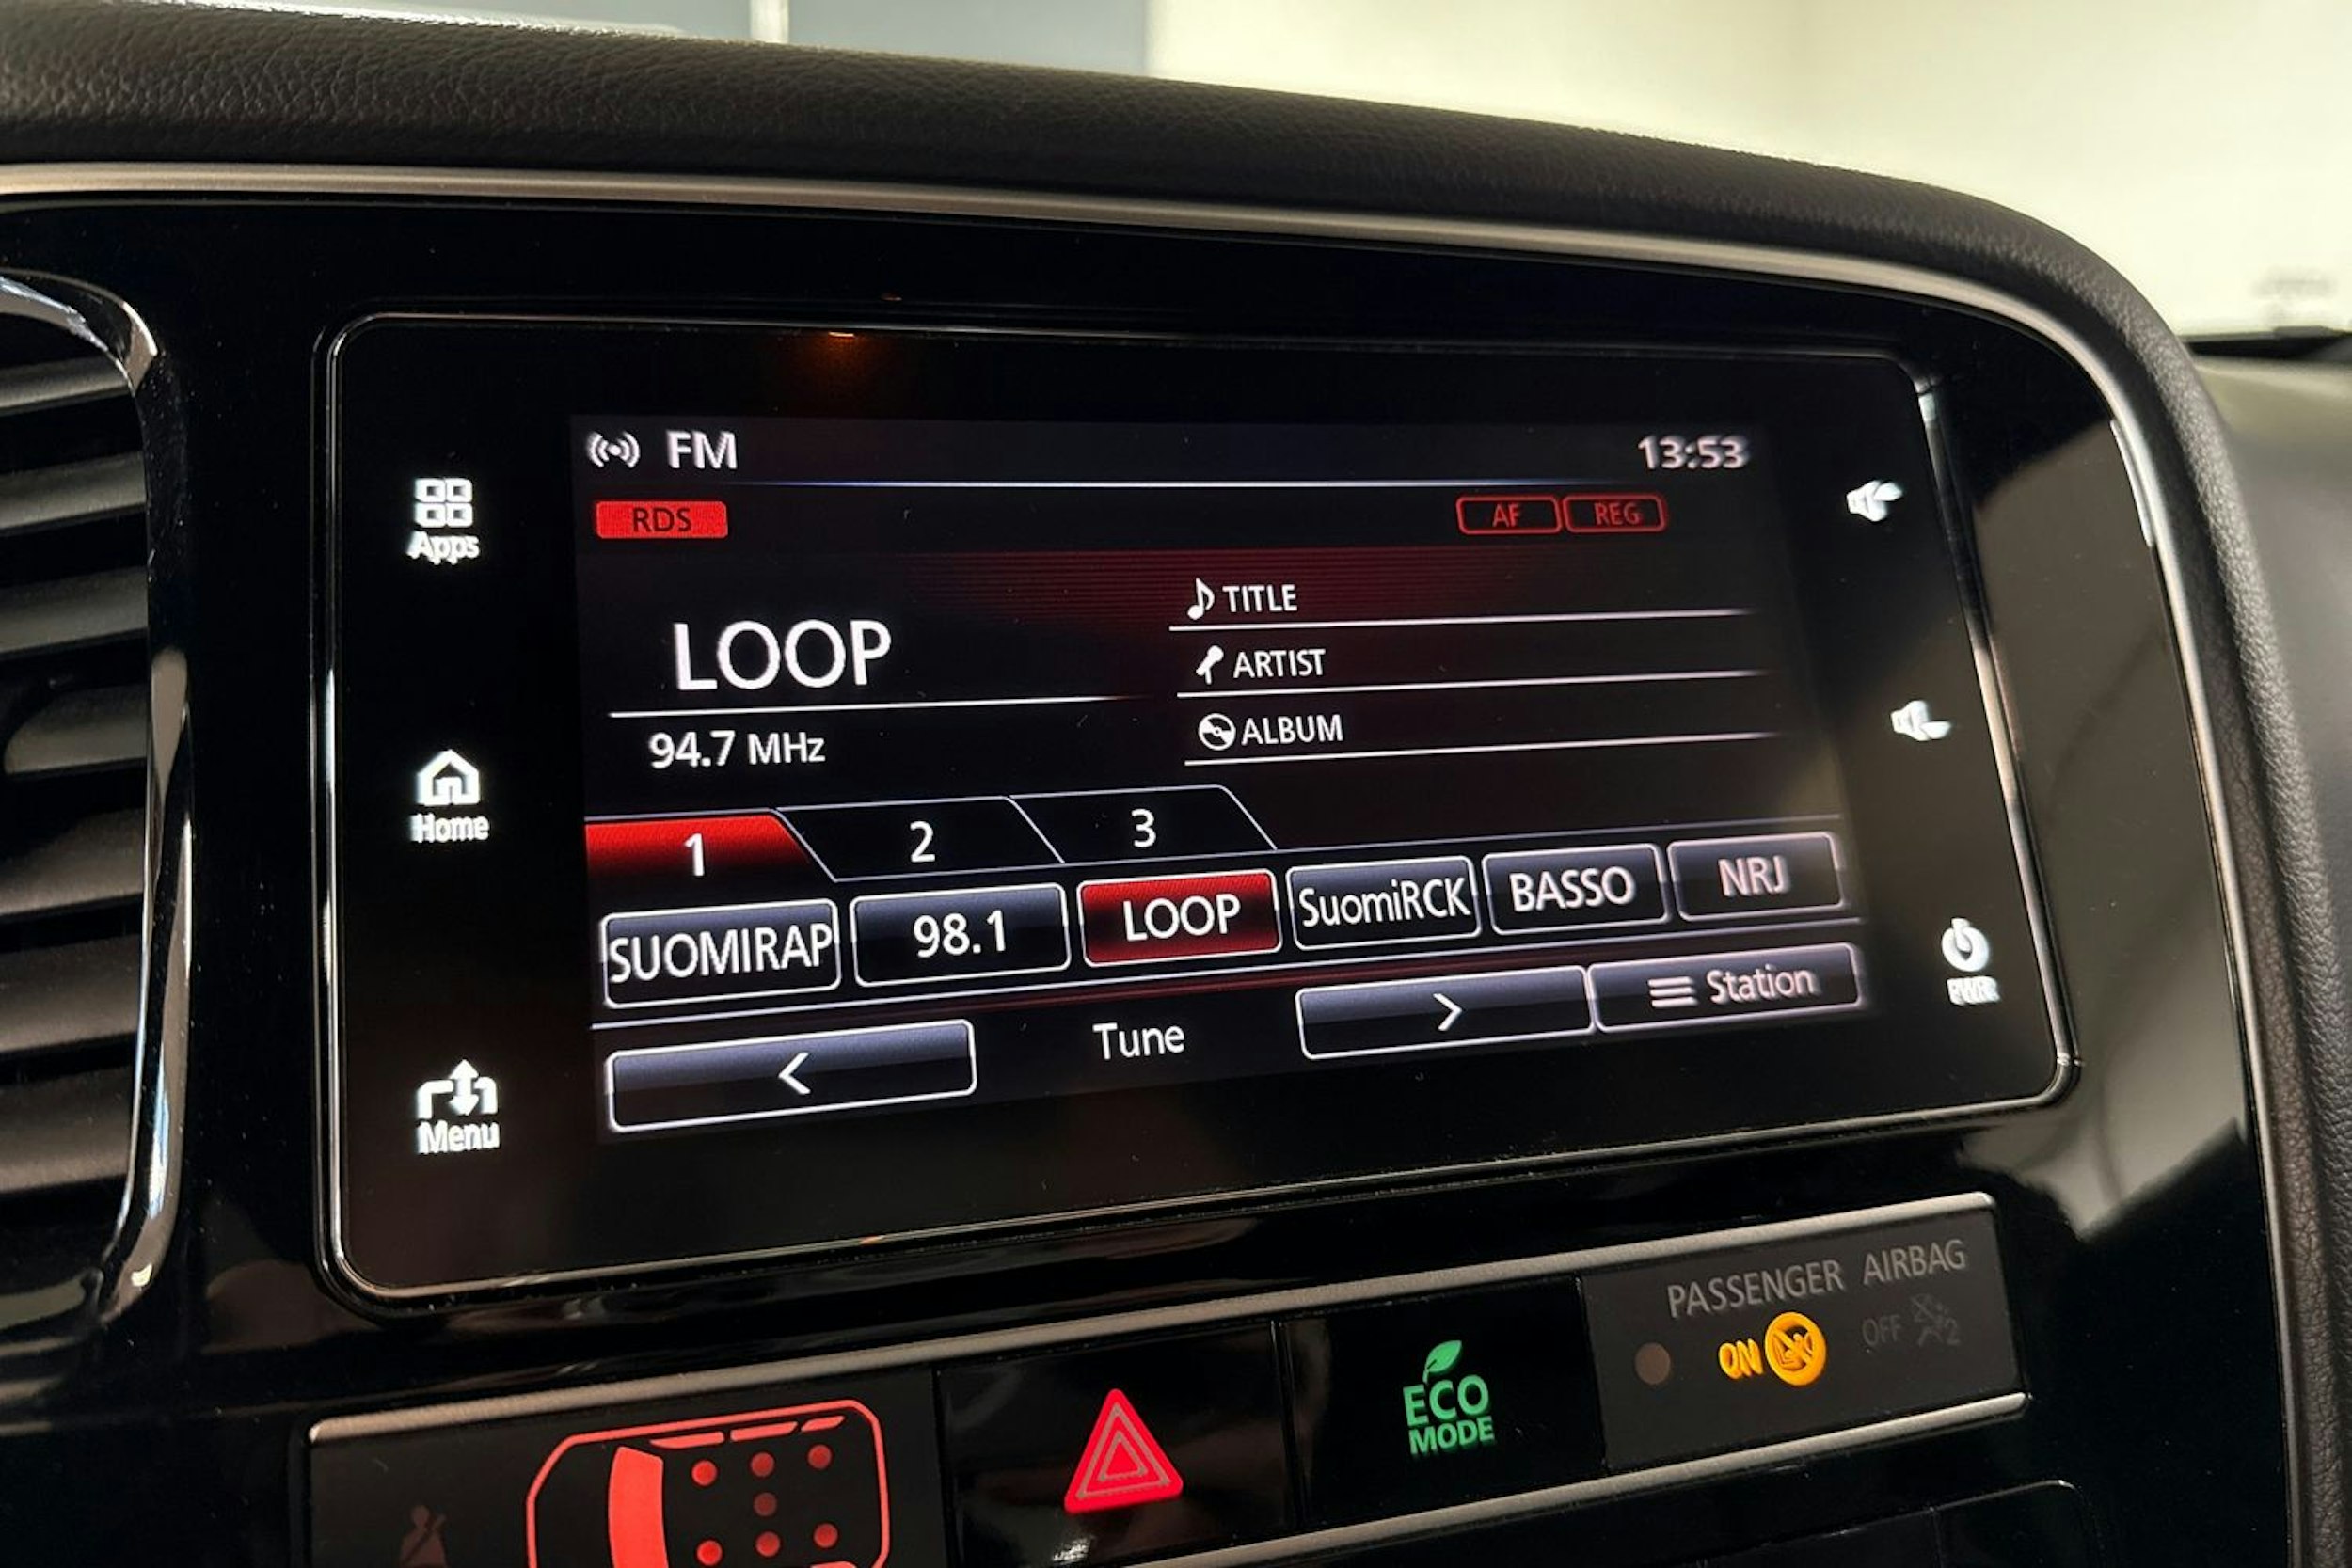 FM 13:53
RDS AF REG
Apps
TITLE
LOOP
ARTIST
94.7 MHz
ALBUM
Home
1 2 3
SUOMIRAP 98.1 LOOP SuomiRCK BASSO NRJ
< Tune > Station
PWR
Menu
PASSENGER AIRBAG
ON OFF 2
ECO
MODE